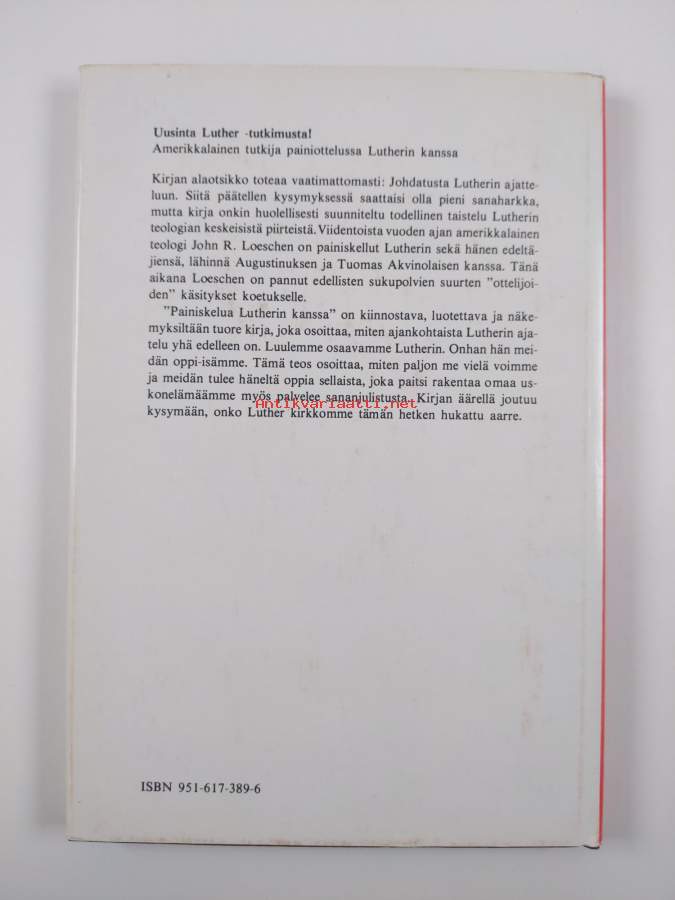 Uusinta Luther -tutkimusta!
Amerikkalainen tutkija painiottelussa Lutherin kanssa
Kirjan alaotsikko toteaa vaatimattomasti: Johdatusta Lutherin ajatte-
luun. Siitä päätellen kysymyksessä saattaisi olla pieni sanaharkka,
mutta kirja onkin huolellisesti suunniteltu todellinen taistelu Lutherin
teologian keskeisistä piirteistä. Viidentoista vuoden ajan amerikkalainen
teologi John R. Loeschen on painiskellut Lutherin sekä hänen edeltä-
jiensä, lähinnä Augustinuksen ja Tuomas Akvinolaisen kanssa. Tänä
aikana Loeschen on pannut edellisten sukupolvien suurten "ottelijoi-
den" käsitykset koetukselle.
"Painiskelua Lutherin kanssa" on kiinnostava, luotettava ja näke-
myksiltään tuore kirja, joka osoittaa, miten ajankohtaista Lutherin aja-
telu yhä edelleen on. Luulemme osaavamme Lutherin. Onhan hän mei-
dän oppi-isämme. Tämä teos osoittaa, miten paljon me vielä voimme
ja meidän tulee häneltä oppia sellaista, joka paitsi rakentaa omaa us-
konelämäämme myös palvelee sananjulistusta. Kirjan äärellä joutuu
Antikvariaatti.net
kysymään, onko Luther kirkkomme tämän hetken hukattu aarre.
ISBN 951-617-389-6